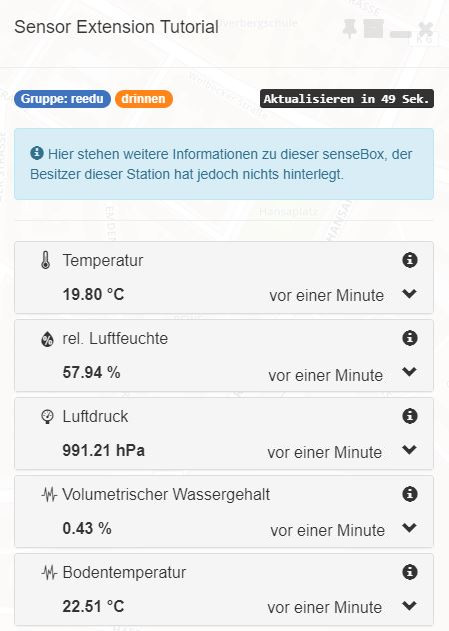 Sensor Extension Tutorial
Gruppe: reedu drinnen Aktualisieren in 49 Sek.
Hier stehen weitere Informationen zu dieser senseBox, der
Besitzer dieser Station hat jedoch nichts hinterlegt.
Hansaplatz
Temperatur
19.80 °C vor einer Minute
rel. Luftfeuchte
57.94 % vor einer Minute
Luftdruck
991.21 hPa vor einer Minute
Volumetrischer Wassergehalt
0.43 % vor einer Minute
Bodentemperatur
22.51 °C vor einer Minute